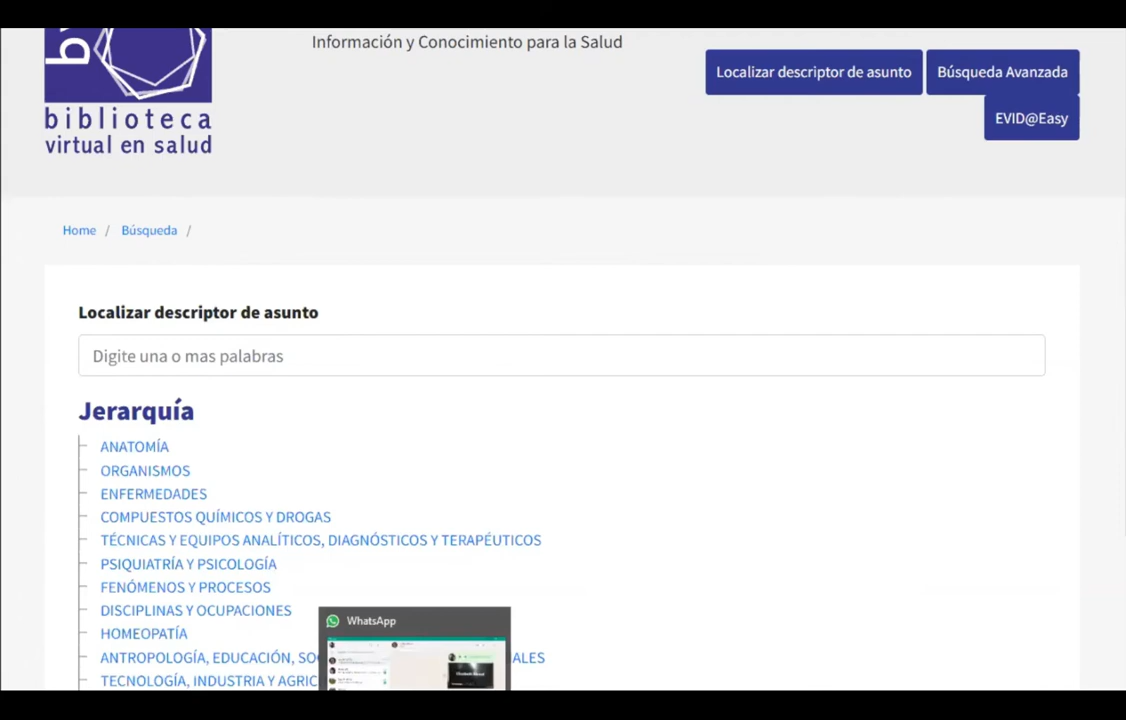 Información y Conocimiento para la Salud
Localizar descriptor de asunto
Búsqueda Avanzada
EVID@Easy
biblioteca
virtual en salud
Home / Búsqueda /
Localizar descriptor de asunto
Digite una o mas palabras
Jerarquía
ANATOMÍA
ORGANISMOS
ENFERMEDADES
COMPUESTOS QUÍMICOS Y DROGAS
TÉCNICAS Y EQUIPOS ANALÍTICOS, DIAGNÓSTICOS Y TERAPÉUTICOS
PSIQUIATRÍA Y PSICOLOGÍA
FENÓMENOS Y PROCESOS
DISCIPLINAS Y OCUPACIONES
WhatsApp
HOMEOPATÍA
ANTROPOLOGÍA, EDUCACIÓN, SO ALES
TECNOLOGÍA, INDUSTRIA Y AGRIC